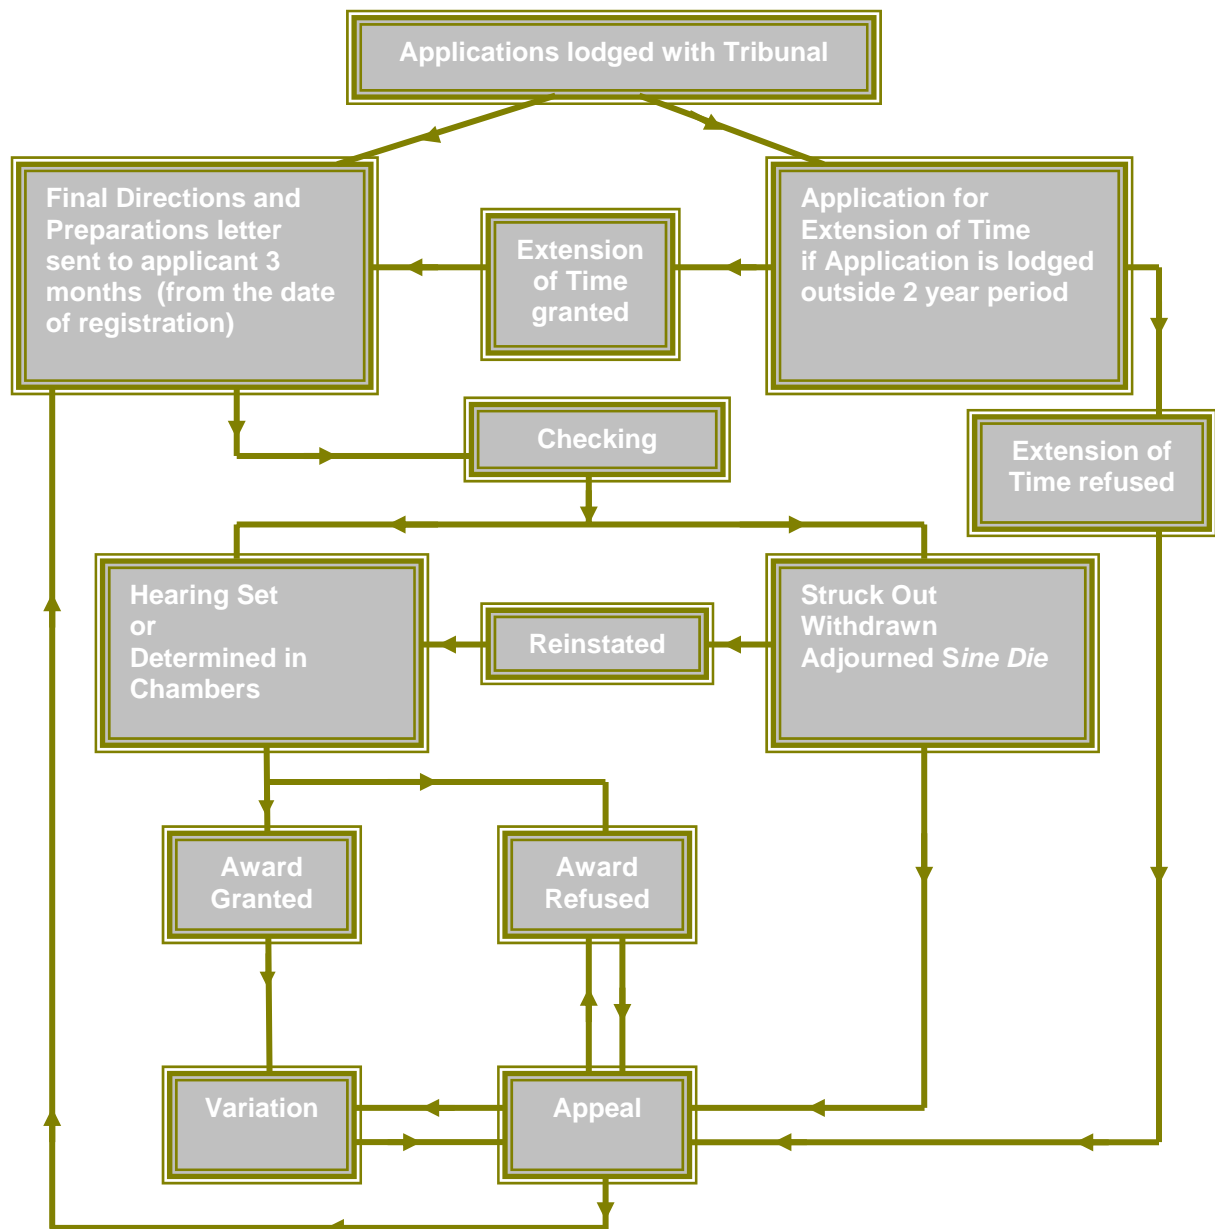 Applications lodged with Tribunal
Final Directions and
Preparations letter
sent to applicant 3
months  (from the date
of registration)
Extension
of Time
granted
Application for
Extension of Time
if Application is lodged
outside 2 year period
Checking
Extension of
Time refused
Hearing Set
or
Determined in
Chambers
Reinstated
Struck Out
Withdrawn
Adjourned Sine Die
Award
Granted
Award
Refused
Variation
Appeal